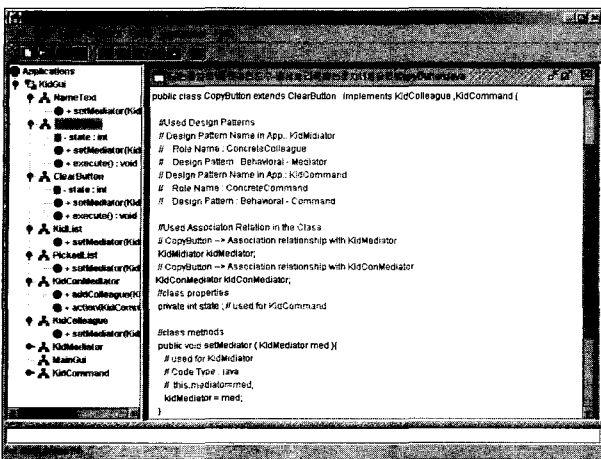 Applications
KidGui
NameText
+ setMediator(Kid
- state : int
+ setMediator(Kid
+ execute() : void
ClearButton
- state : int
+ setMediator(Kid
+ execute() : void
KidList
+ setMediator(Kid
PickedList
+ setMediator(Kid
KidConMediator
+ addColleague(K
+ action(KidComm
KidColleague
+ setMediator(Kid
KidMediator
MainGui
KidCommand
public class CopyButton extends ClearButton implements KidColleague ,KidCommand {
//Used Design Patterns
// Design Pattern Name in App.: KidMidiator
// Role Name : ConcreteColleague
// Design Pattern : Behavioral - Mediator
// Design Pattern Name in App.: KidCommand
// Role Name : ConcreteCommand
// Design Pattern : Behavioral - Command
//Used Associaton Relation in the Class
// CopyButton --> Association relationship with KidMediator
KidMidiator kidMediator;
// CopyButton --> Association relationship with KidConMediator
KidConMediator kidConMediator;
//class properties
private int state ; // used for KidCommand
//class methods
public void setMediator ( KidMediator med ){
// used for KidMidiator
// Code Type : Java
// this.mediator=med;
kidMediator = med;
}